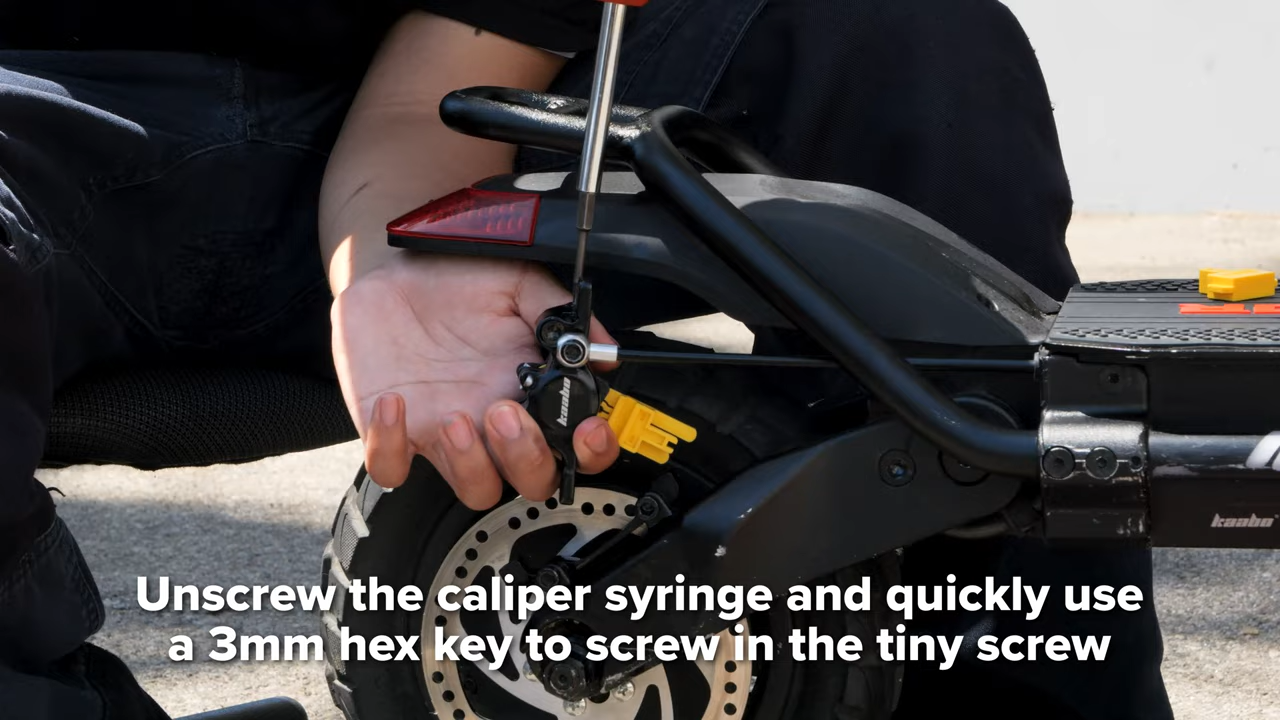 kaabo
kaabo
Unscrew the caliper syringe and quickly use
a 3mm hex key to screw in the tiny screw